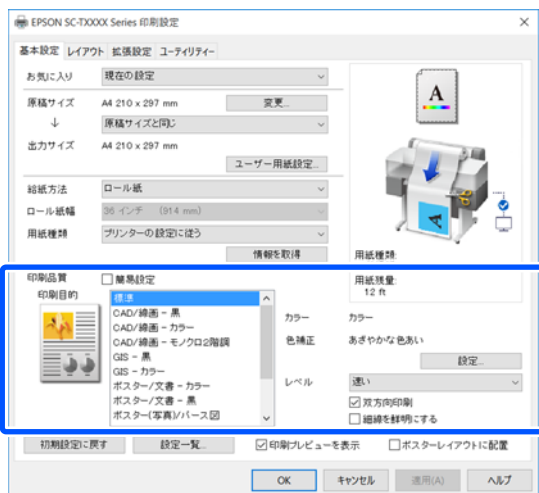 EPSON SC-TXXXX Series 印刷設定
基本設定 レイアウト 拡張設定 ユーティリティー
お気に入り 現在の設定
原稿サイズ A4 210 x 297 mm 変更...
↓ 原稿サイズと同じ
出力サイズ A4 210 x 297 mm
ユーザー用紙設定...
給紙方法 ロール紙
ロール紙幅 36 インチ (914 mm)
用紙種類 プリンターの設定に従う
情報を取得
A
A
用紙種類:
用紙残量:
12 ft
印刷品質 簡易設定
印刷目的
標準
CAD/線画 - 黒
CAD/線画 - カラー
CAD/線画 - モノクロ2階調
GIS - 黒
GIS - カラー
ポスター/文書 - カラー
ポスター/文書 - 黒
ポスター(写真)/パース図
カラー カラー
色補正 あざやかな色あい
設定...
レベル 速い
双方向印刷
細線を鮮明にする
初期設定に戻す 設定一覧... 印刷プレビューを表示 ポスターレイアウトに配置
OK キャンセル 適用(A) ヘルプ